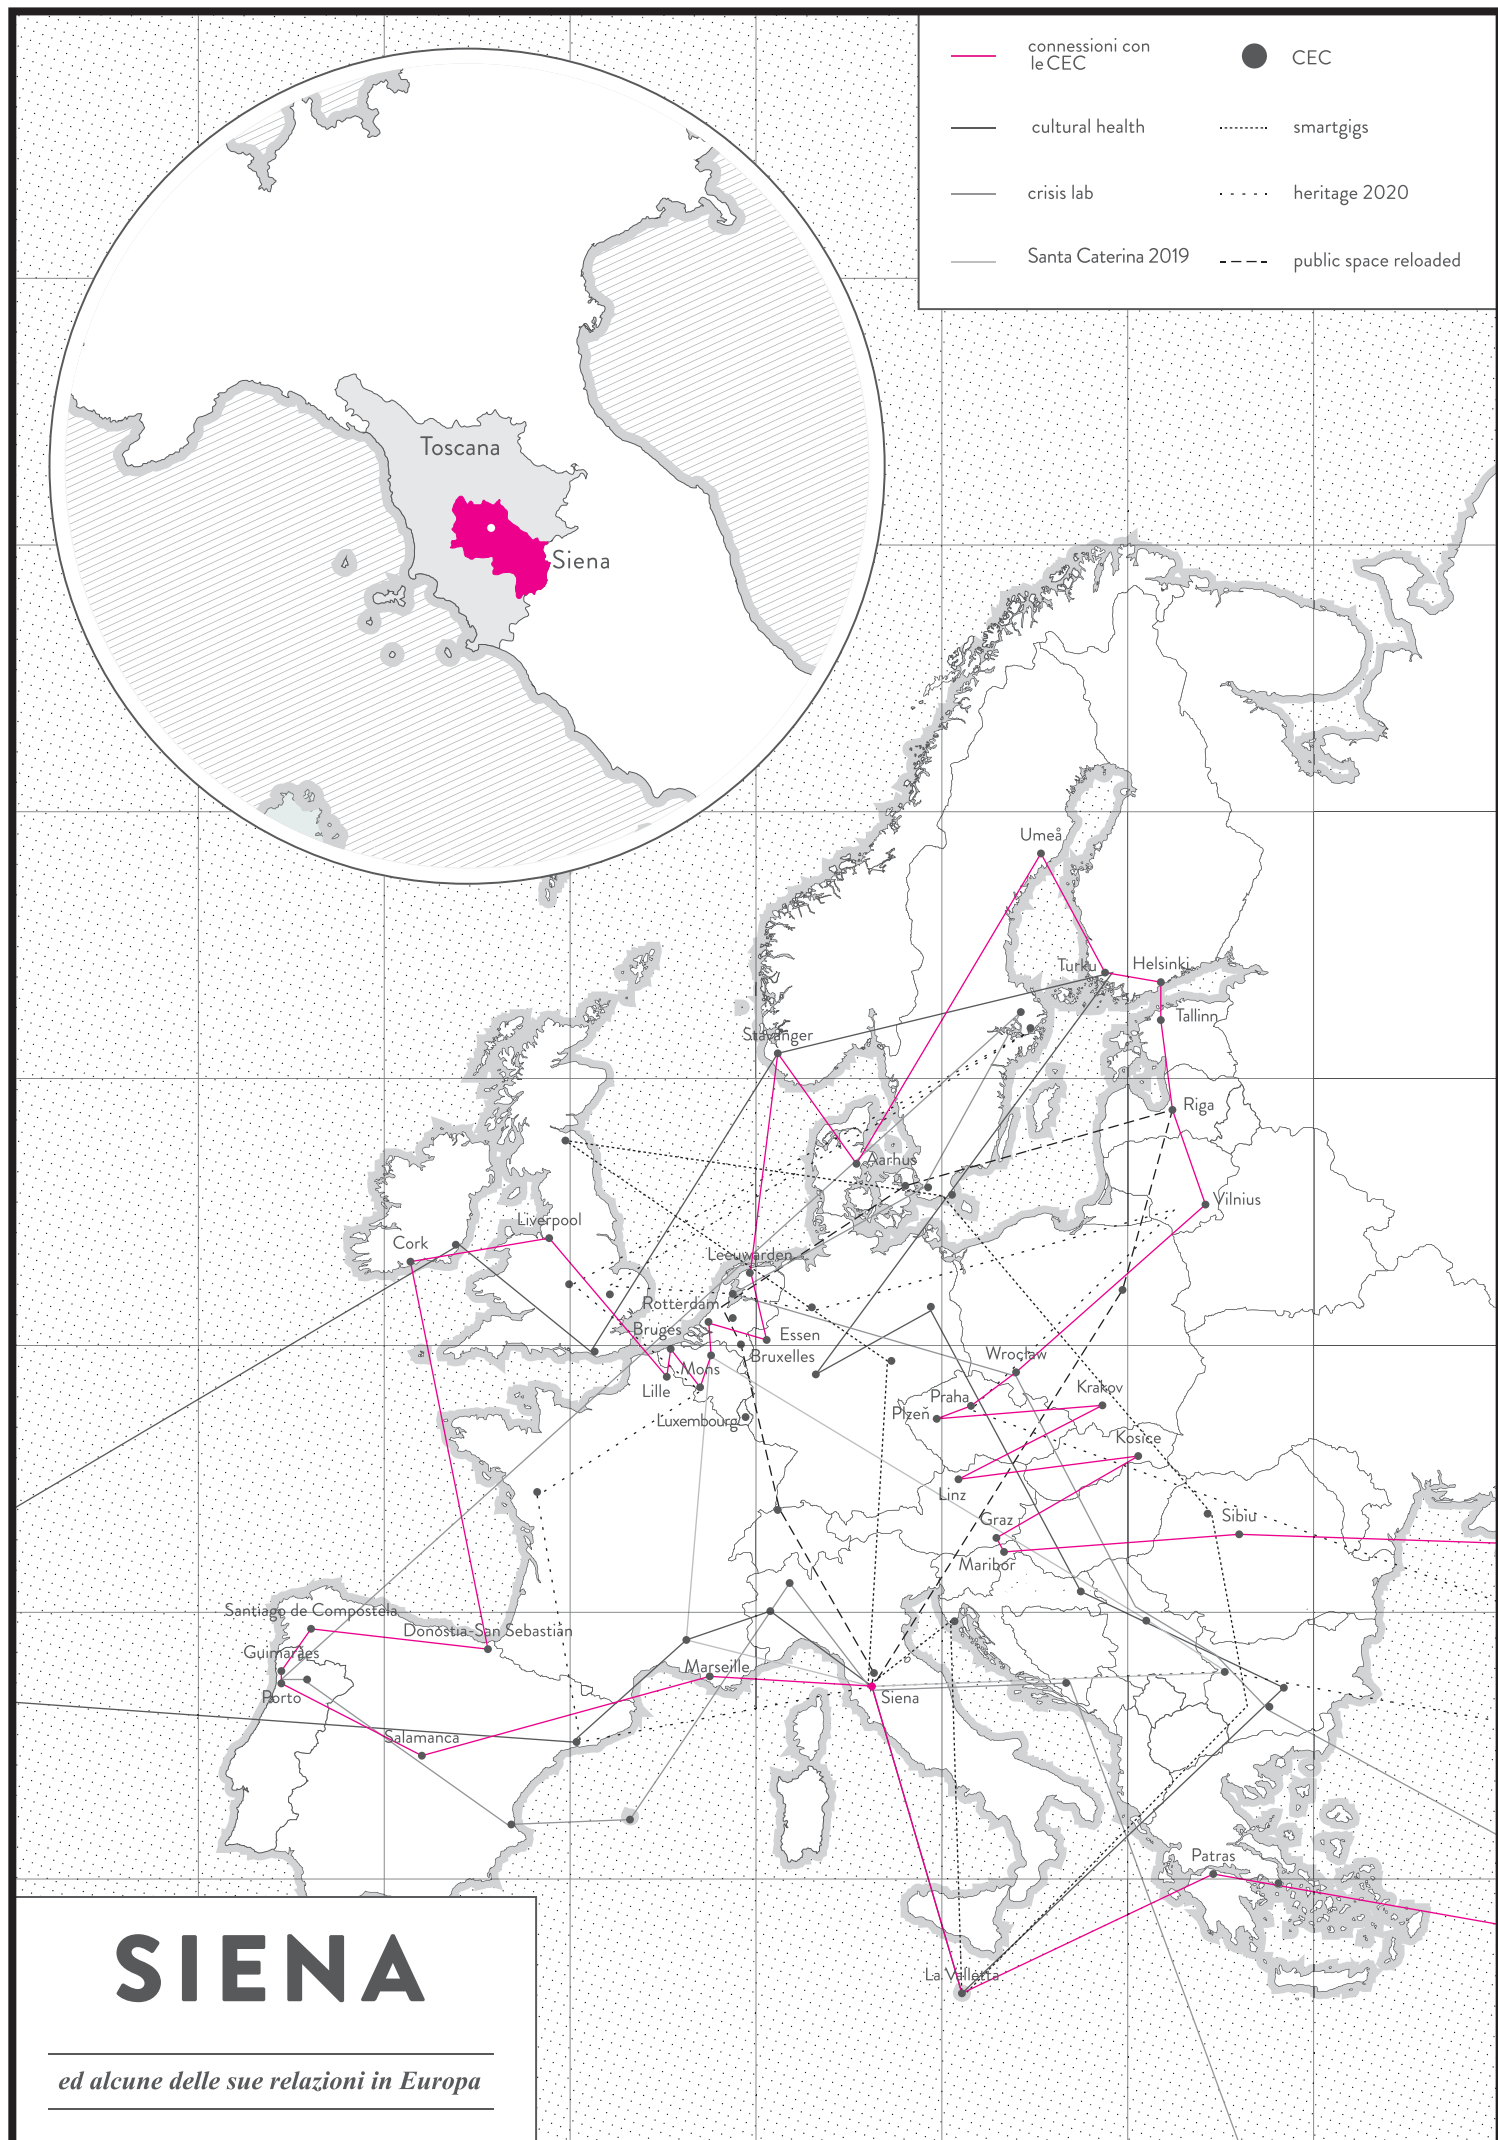 connessioni con
le CEC
CEC
cultural health
smartgigs
crisis lab
heritage 2020
Santa Caterina 2019
public space reloaded
Toscana
Siena
Umeå
Turku
Helsinki
Tallinn
Stavanger
Riga
Aarhus
Vilnius
Liverpool
Cork
Leeuwarden
Rotterdam
Bruges
Essen
Bruxelles
Mons
Lille
Wrocław
Praha
Krakov
Plzeň
Luxembourg
Kosice
Linz
Graz
Sibiu
Maribor
Santiago de Compostela
Donostia-San Sebastián
Guimarães
Marseille
Porto
Siena
Salamanca
Patras
La Valletta
SIENA
ed alcune delle sue relazioni in Europa